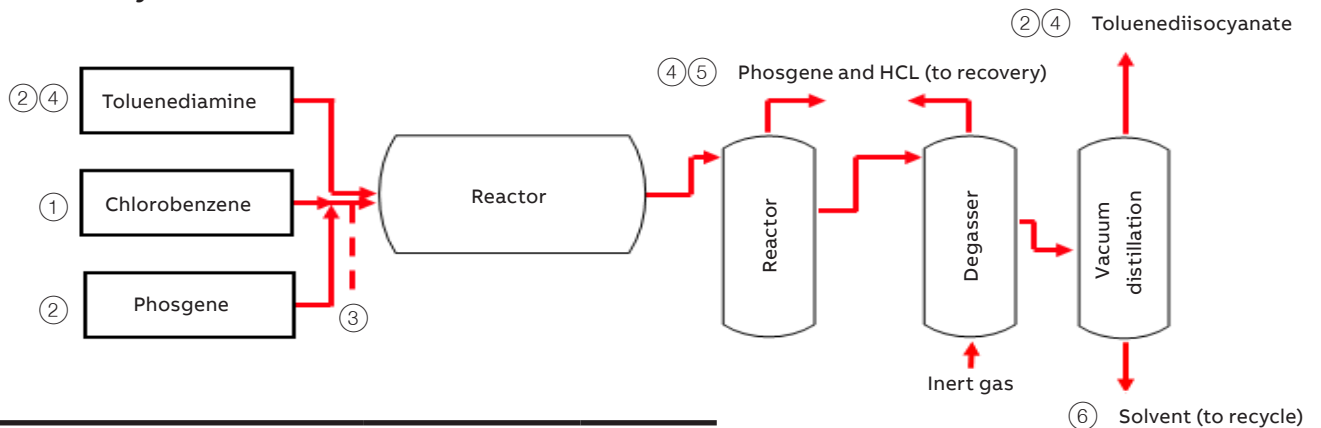 ②④ Toluenediisocyanate
④⑤ Phosgene and HCL (to recovery)
②④ Toluenediamine
① Chlorobenzene
② Phosgene
③
Reactor
Reactor
Degasser
Vacuum
distillation
Inert gas
⑥ Solvent (to recycle)